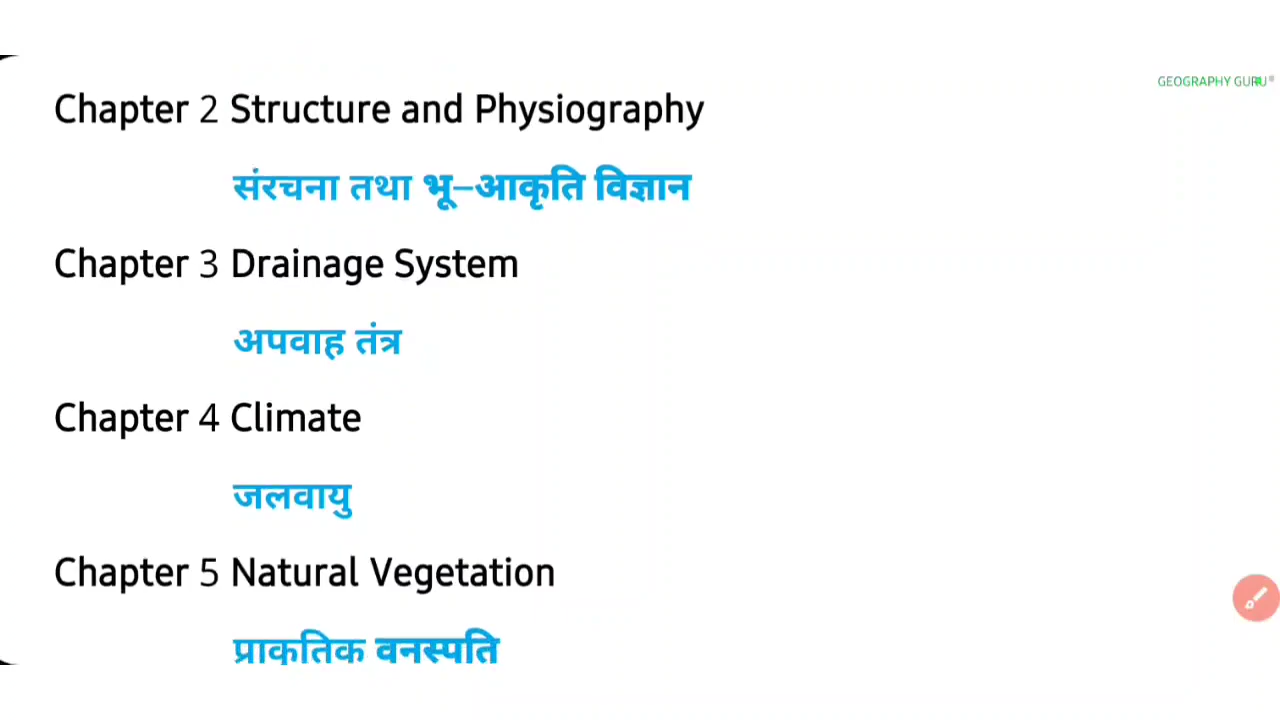 GEOGRAPHY GURU
Chapter 2 Structure and Physiography
संरचना तथा भू-आकृति विज्ञान
Chapter 3 Drainage System
अपवाह तंत्र
Chapter 4 Climate
जलवायु
Chapter 5 Natural Vegetation
प्राकृतिक वनस्पति